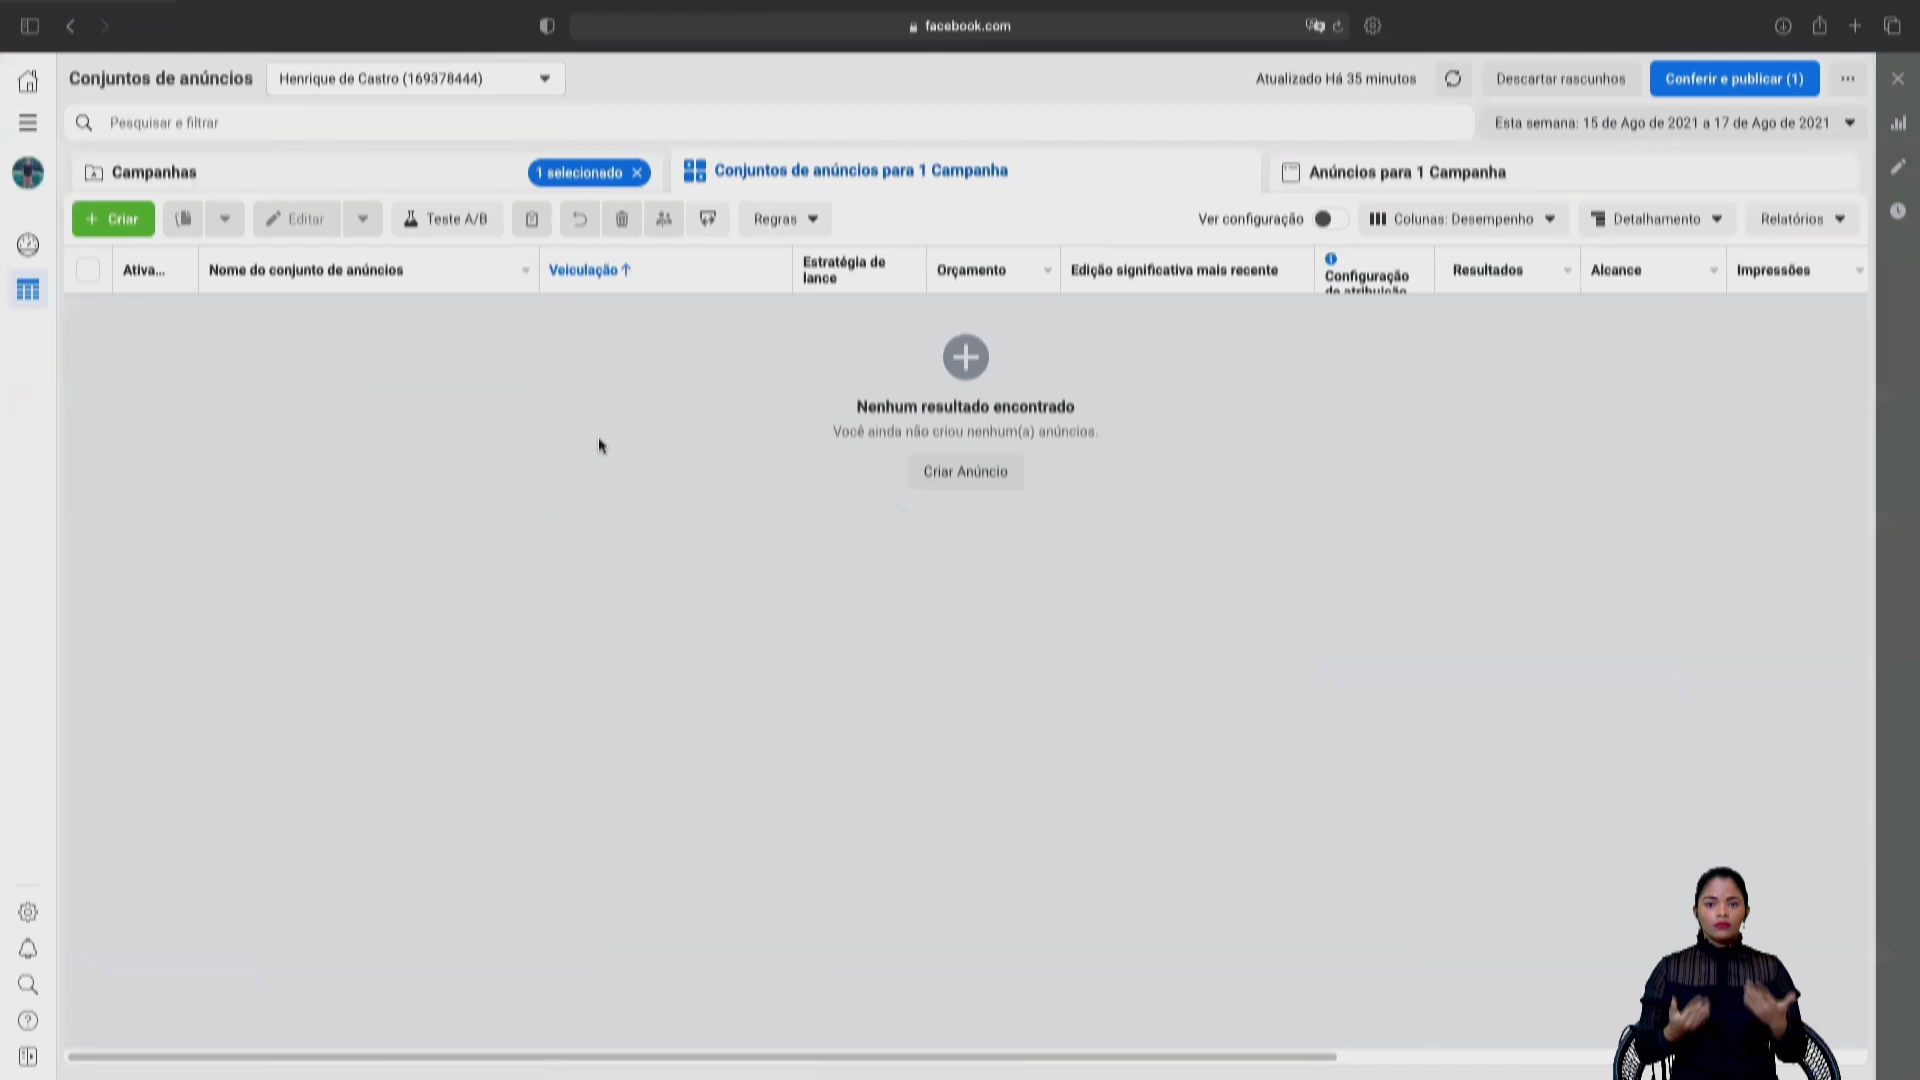 facebook.com
Conjuntos de anúncios
Henrique de Castro (169378444)
Atualizado Há 35 minutos
Descartar rascunhos
Conferir e publicar (1)
Pesquisar e filtrar
Esta semana: 15 de Ago de 2021 a 17 de Ago de 2021
Campanhas
1 selecionado
Conjuntos de anúncios para 1 Campanha
Anúncios para 1 Campanha
+ Criar
Editar
Teste A/B
Regras
Ver configuração
Colunas: Desempenho
Detalhamento
Relatórios
Ativa...
Nome do conjunto de anúncios
Veiculação ↑
Estratégia de
lance
Orçamento
Edição significativa mais recente
Configuração
de atribuição
Resultados
Alcance
Impressões
Nenhum resultado encontrado
Você ainda não criou nenhum(a) anúncios.
Criar Anúncio